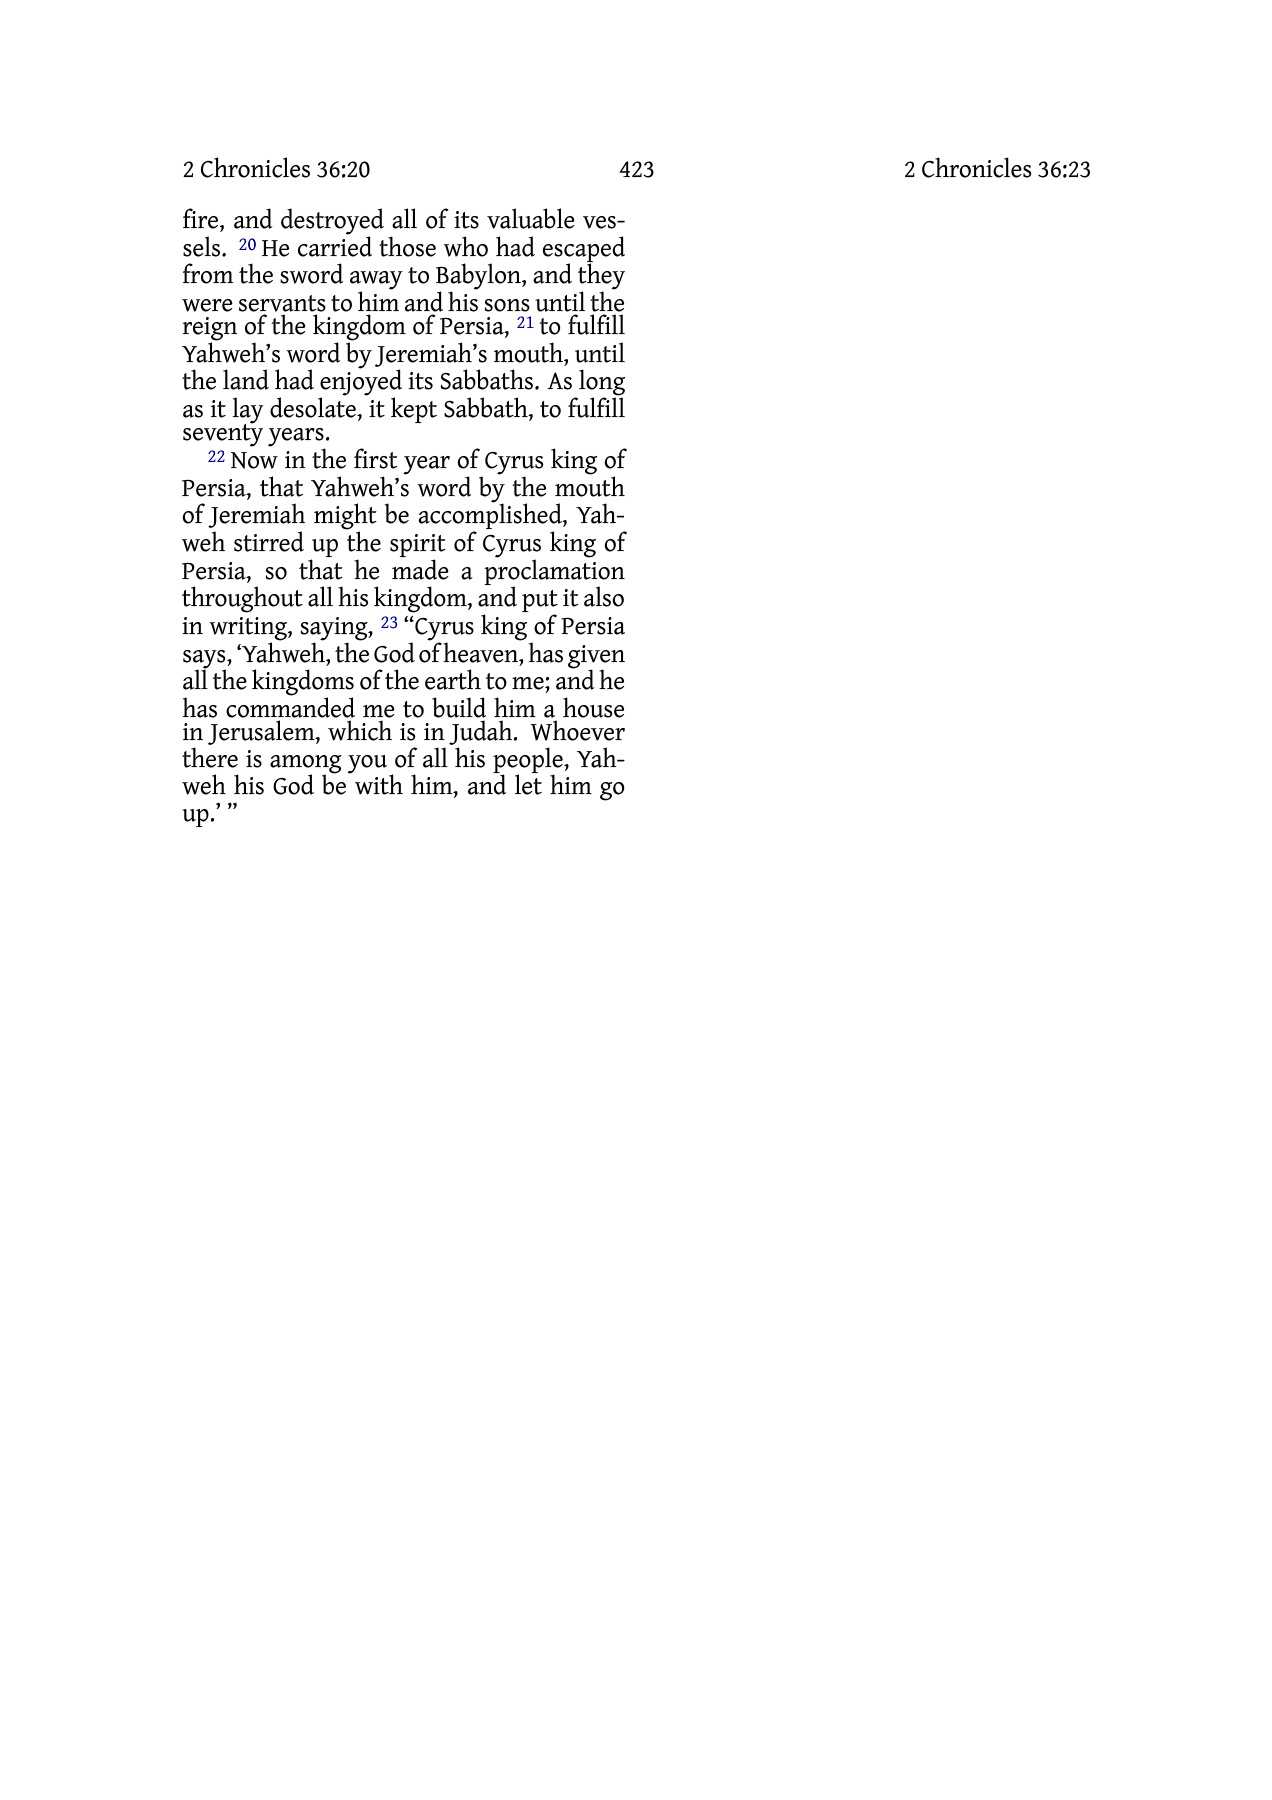 2 Chronicles 36:20 423 2 Chronicles 36:23
fire, and destroyed all of its valuable ves-
sels. 20 He carried those who had escaped
from the sword away to Babylon, and they
were servants to him and his sons until the
reign of the kingdom of Persia, 21 to fulfill
Yahweh’s word by Jeremiah’s mouth, until
the land had enjoyed its Sabbaths. As long
as it lay desolate, it kept Sabbath, to fulfill
seventy years.
22 Now in the first year of Cyrus king of
Persia, that Yahweh’s word by the mouth
of Jeremiah might be accomplished, Yah-
weh stirred up the spirit of Cyrus king of
Persia, so that he made a proclamation
throughout all his kingdom, and put it also
in writing, saying, 23 “Cyrus king of Persia
says, ‘Yahweh, the God of heaven, has given
all the kingdoms of the earth to me; and he
has commanded me to build him a house
in Jerusalem, which is in Judah. Whoever
there is among you of all his people, Yah-
weh his God be with him, and let him go
up.’ ”